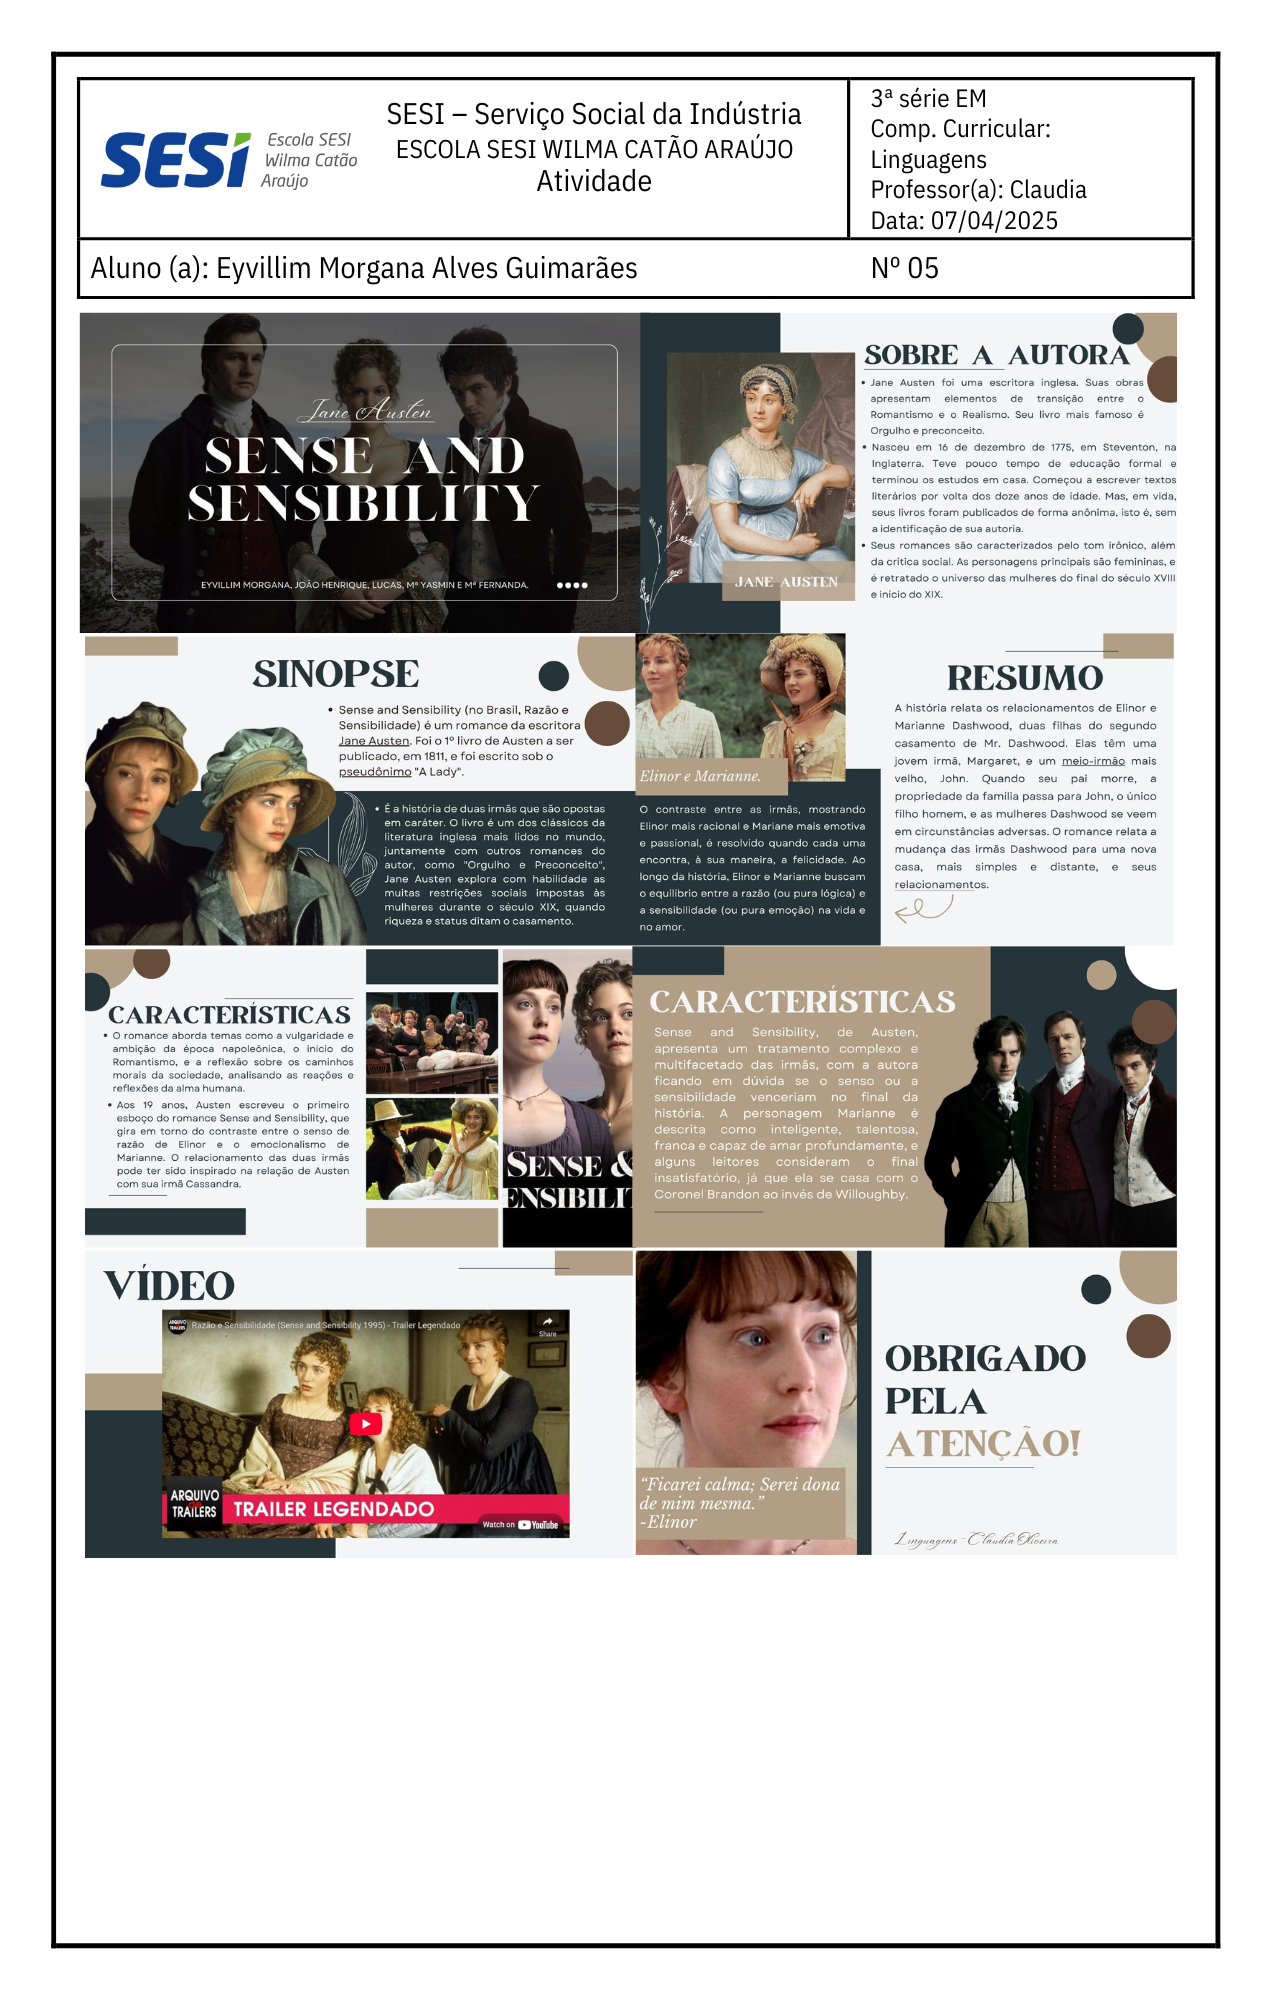 SESI
Escola SESI
Wilma Catão
Araújo
SESI – Serviço Social da Indústria
ESCOLA SESI WILMA CATÃO ARAÚJO
Atividade
3ª série EM
Comp. Curricular:
Linguagens
Professor(a): Claudia
Data: 07/04/2025
Aluno (a): Eyvillim Morgana Alves Guimarães
Nº 05
Jane Austen
SENSE AND
SENSIBILITY
EYVILLIM MORGANA, JOÃO HENRIQUE, LUCAS, Mª YASMIN E Mª FERNANDA.
SOBRE A AUTORA
• Jane Austen foi uma escritora inglesa. Suas obras
apresentam elementos de transição entre o
Romantismo e o Realismo. Seu livro mais famoso é
Orgulho e preconceito.
• Nasceu em 16 de dezembro de 1775, em Steventon, na
Inglaterra. Teve pouco tempo de educação formal e
terminou os estudos em casa. Começou a escrever textos
literários por volta dos doze anos de idade. Mas, em vida,
seus livros foram publicados de forma anônima, isto é, sem
a identificação de sua autoria.
• Seus romances são caracterizados pelo tom irônico, além
da crítica social. As personagens principais são femininas, e
é retratado o universo das mulheres do final do século XVIII
e início do XIX.
JANE AUSTEN
SINOPSE
• Sense and Sensibility (no Brasil, Razão e
Sensibilidade) é um romance da escritora
Jane Austen. Foi o 1º livro de Austen a ser
publicado, em 1811, e foi escrito sob o
pseudônimo "A Lady".
• É a história de duas irmãs que são opostas
em caráter. O livro é um dos clássicos da
literatura inglesa mais lidos no mundo,
juntamente com outros romances do
autor, como "Orgulho e Preconceito",
Jane Austen explora com habilidade as
muitas restrições sociais impostas às
mulheres durante o século XIX, quando
riqueza e status ditam o casamento.
Elinor e Marianne.
O contraste entre as irmãs, mostrando
Elinor mais racional e Mariane mais emotiva
e passional, é resolvido quando cada uma
encontra, à sua maneira, a felicidade. Ao
longo da história, Elinor e Marianne buscam
o equilíbrio entre a razão (ou pura lógica) e
a sensibilidade (ou pura emoção) na vida e
no amor.
RESUMO
A história relata os relacionamentos de Elinor e
Marianne Dashwood, duas filhas do segundo
casamento de Mr. Dashwood. Elas têm uma
jovem irmã, Margaret, e um meio-irmão mais
velho, John. Quando seu pai morre, a
propriedade da família passa para John, o único
filho homem, e as mulheres Dashwood se veem
em circunstâncias adversas. O romance relata a
mudança das irmãs Dashwood para uma nova
casa, mais simples e distante, e seus
relacionamentos.
CARACTERÍSTICAS
• O romance aborda temas como a vulgaridade e
ambição da época napoleônica, o início do
Romantismo, e a reflexão sobre os caminhos
morais da sociedade, analisando as reações e
reflexões da alma humana.
• Aos 19 anos, Austen escreveu o primeiro
esboço do romance Sense and Sensibility, que
gira em torno do contraste entre o senso de
razão de Elinor e o emocionalismo de
Marianne. O relacionamento das duas irmãs
pode ter sido inspirado na relação de Austen
com sua irmã Cassandra.
SENSE &
ENSIBILIT
CARACTERÍSTICAS
Sense and Sensibility, de Austen,
apresenta um tratamento complexo e
multifacetado das irmãs, com a autora
ficando em dúvida se o senso ou a
sensibilidade venceriam no final da
história. A personagem Marianne é
descrita como inteligente, talentosa,
franca e capaz de amar profundamente, e
alguns leitores consideram o final
insatisfatório, já que ela se casa com o
Coronel Brandon ao invés de Willoughby.
VÍDEO
ARQUIVO
de
TRAILERS
Razão e Sensibilidade (Sense and Sensibility 1995) - Trailer Legendado
Share
ARQUIVO
de
TRAILERS
TRAILER LEGENDADO
Watch on YouTube
“Ficarei calma; Serei dona
de mim mesma.”
-Elinor
OBRIGADO
PELA
ATENÇÃO!
Linguagens - Claudia Oliveira